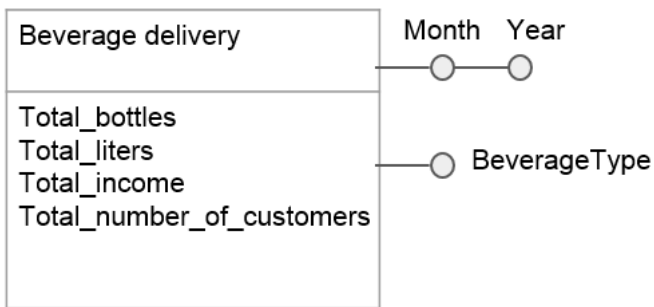 Beverage delivery
Month Year
Total_bottles
Total_liters
Total_income
Total_number_of_customers
BeverageType